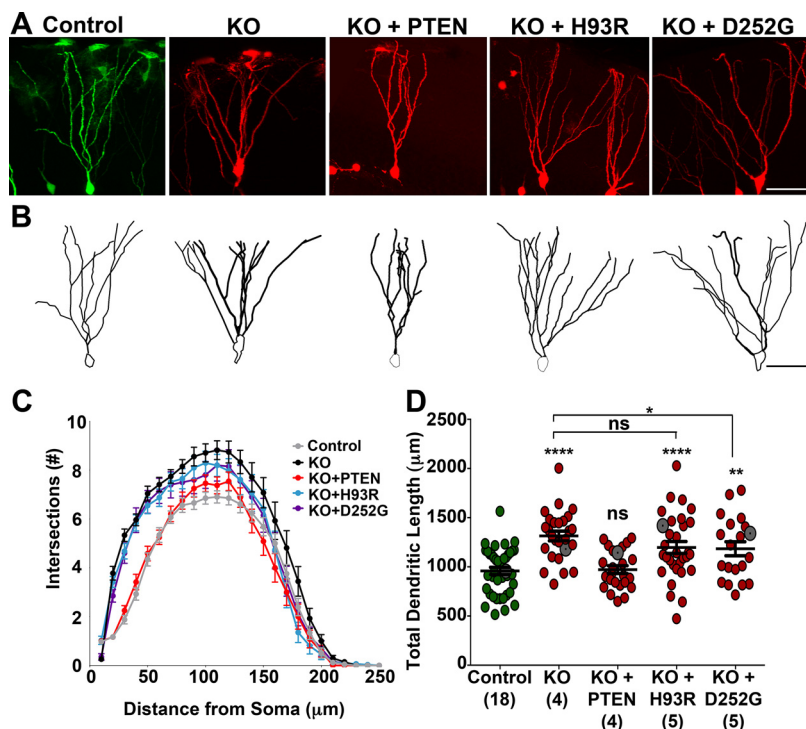 A Control KO KO + PTEN KO + H93R KO + D252G
B
C
10
8
6
4
2
0
Intersections (#)
Control
KO
KO+PTEN
KO+H93R
KO+D252G
0 50 100 150 200 250
Distance from Soma (μm)
D
2500
2000
1500
1000
500
0
Total Dendritic Length (μm)
*
ns
**** **** **
ns
Control KO KO + KO + KO +
(18) (4) PTEN H93R D252G
(4) (5) (5)